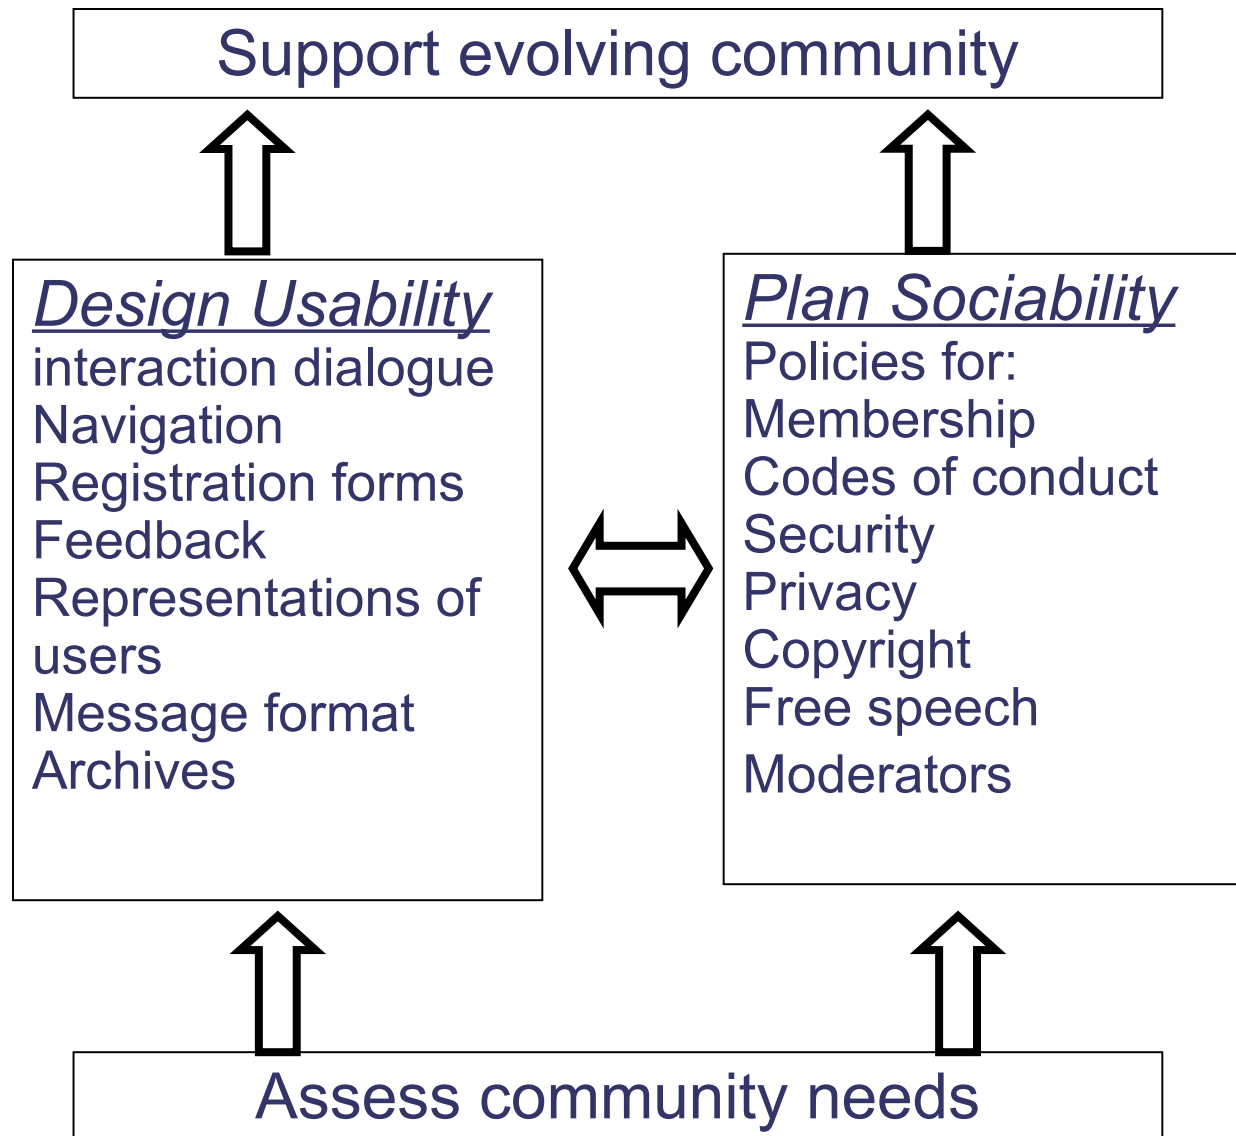 Support evolving community
Design Usability
interaction dialogue
Navigation
Registration forms
Feedback
Representations of
users
Message format
Archives
Plan Sociability
Policies for:
Membership
Codes of conduct
Security
Privacy
Copyright
Free speech
Moderators
Assess community needs